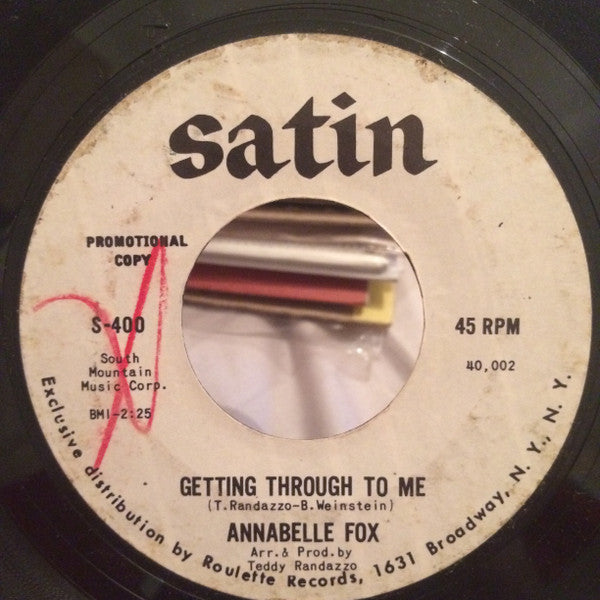 satin
PROMOTIONAL
COPY
S-400
South
Mountain
Music Corp.
BMI-2:25
45 RPM
40,002
GETTING THROUGH TO ME
(T.Randazzo-B.Weinstein)
ANNABELLE FOX
Arr.& Prod.by
Teddy Randazzo
Exclusive distribution by Roulette Records, 1631 Broadway, N. Y., N. Y.